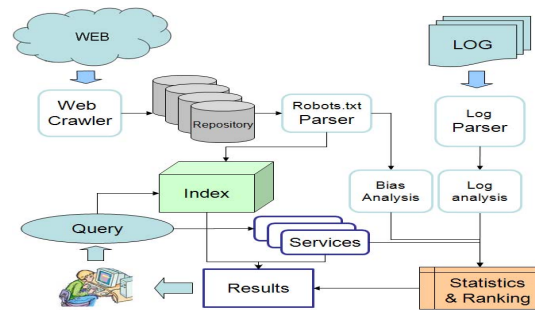 WEB
LOG
Web
Crawler
Repository
Robots.txt
Parser
Log
Parser
Index
Bias
Analysis
Log
analysis
Query
Services
Results
Statistics
& Ranking